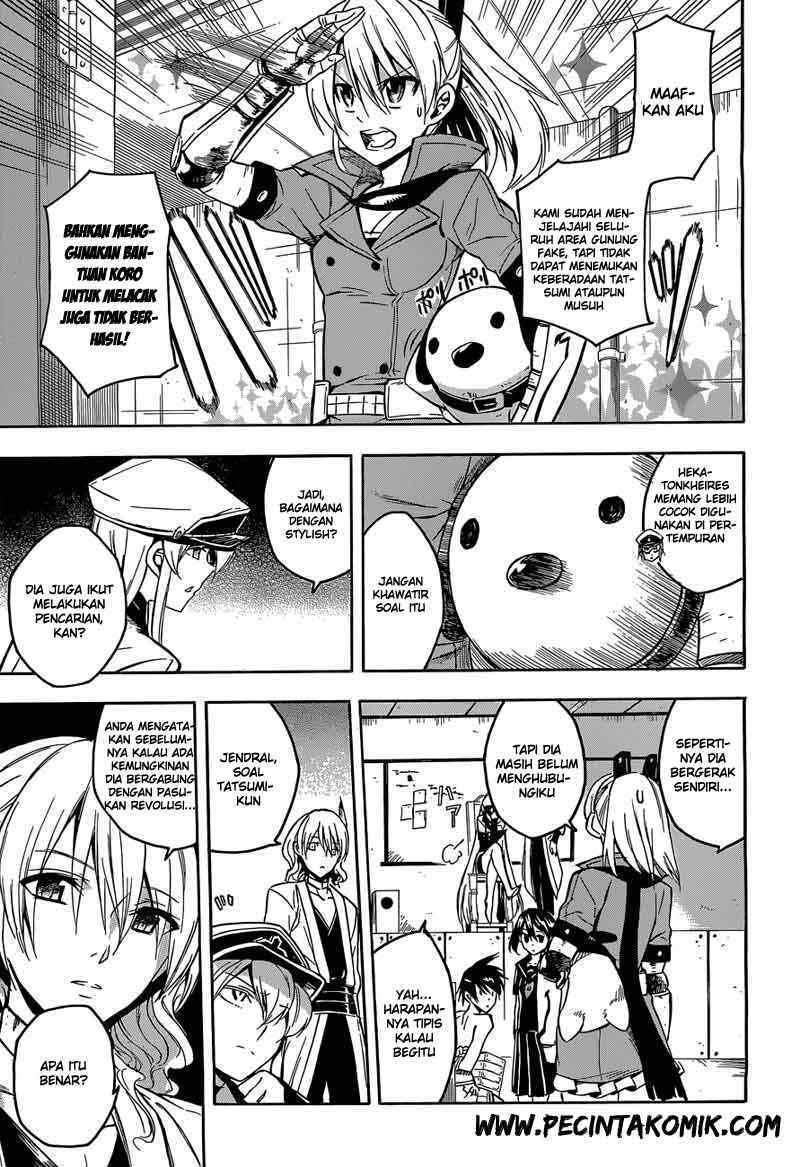 MAAF-
KAN AKU
KAMI SUDAH MEN-
JELAJAHI SELU-
RUH AREA GUNUNG
FAKE, TAPI TIDAK
DAPAT MENEMUKAN
KEBERADAAN TAT-
SUMI ATAUPUN
MUSUH
ポリ
ポリ
BAHKAN MENG-
GUNAKAN BAN-
TUAN KORO
UNTUK MELACAK
JUGA TIDAK BER-
HASIL!
HEKA-
TONKHEIRES
MEMANG LEBIH
COCOK DIGU-
NAKAN DI PER-
TEMPURAN
JANGAN
KHAWATIR
SOAL ITU
JADI,
BAGAIMANA
DENGAN
STYLISH?
DIA JUGA IKUT
MELAKUKAN
PENCARIAN,
KAN?
SEPERTI-
NYA DIA
BERGERAK
SENDIRI...
TAPI DIA
MASIH BELUM
MENGHUBU-
NGIKU
YAH...
HARAPAN-
NYA TIPIS
KALAU
BEGITU
JENDRAL,
SOAL
TATSUMI-
KUN
ANDA MENGATA-
KAN SEBELUM-
NYA KALAU ADA
KEMUNGKINAN
DIA BERGABUNG
DENGAN PASU-
KAN REVOLUSI...
APA ITU
BENAR?
WWW.PECINTAKOMIK.COM